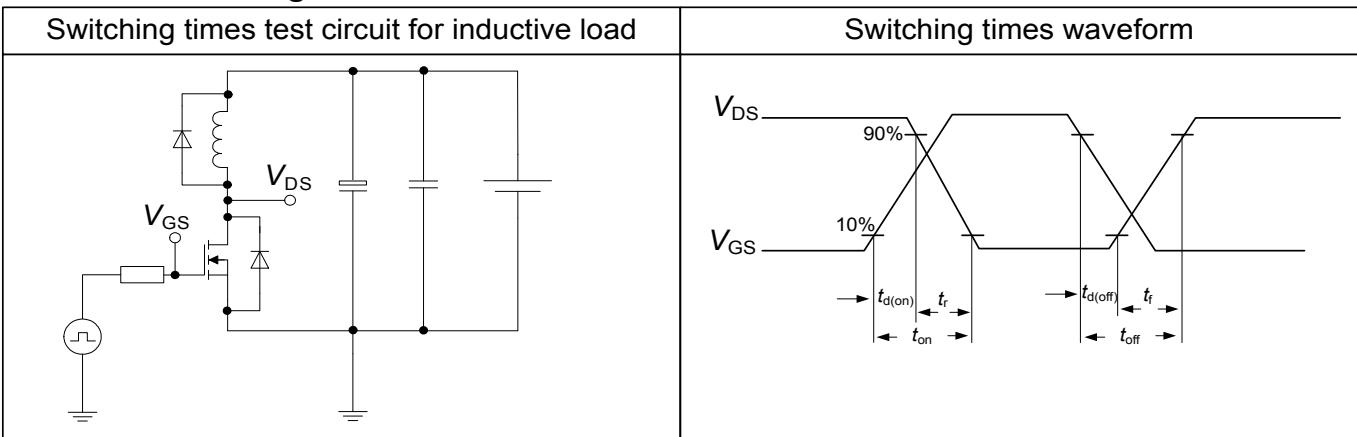 Switching times test circuit for inductive load
Switching times waveform
VDS
VGS
VDS
90%
10%
VGS
td(on)
tr
ton
td(off)
tf
toff